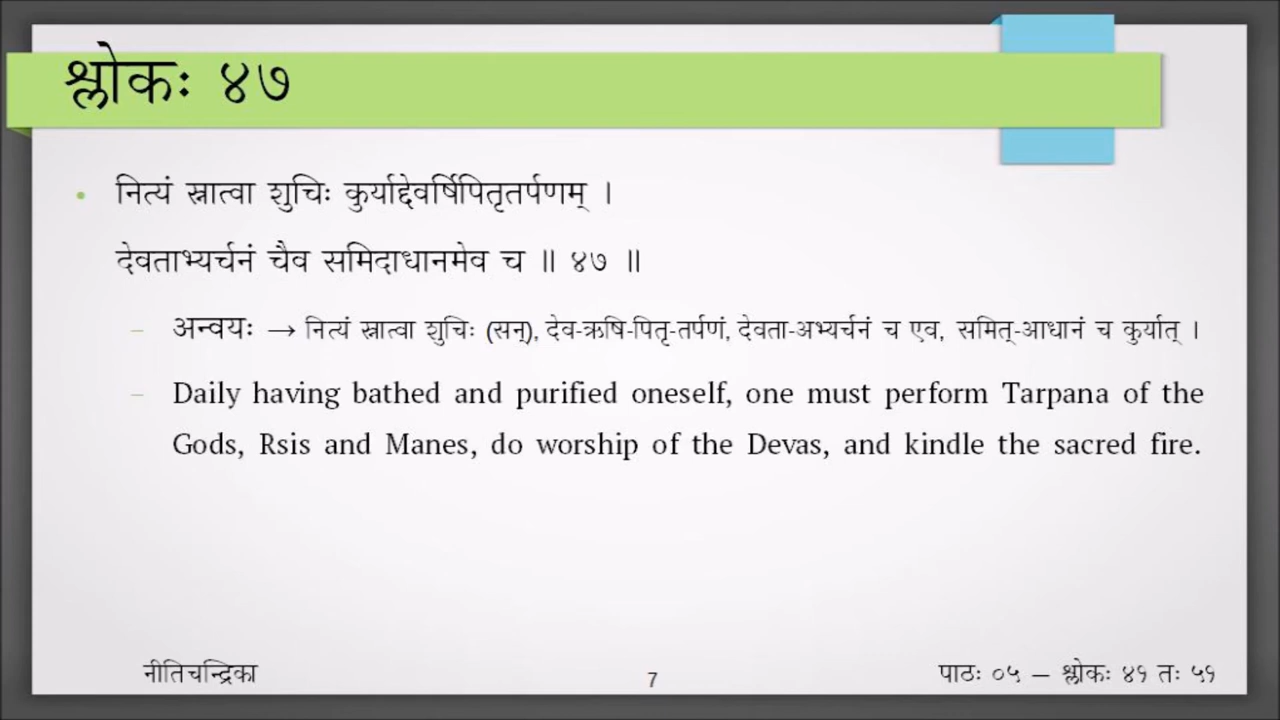 श्लोकः ४७
• नित्यं स्नात्वा शुचिः कुर्याद्देवर्षिपितृतर्पणम् ।
देवताभ्यर्चनं चैव समिदाधानमेव च ॥ ४७ ॥
– अन्वयः → नित्यं स्नात्वा शुचिः (सन्), देव-ऋषि-पितृ-तर्पणं, देवता-अभ्यर्चनं च एव, समित्-आधानं च कुर्यात् ।
– Daily having bathed and purified oneself, one must perform Tarpana of the
Gods, Rsis and Manes, do worship of the Devas, and kindle the sacred fire.
नीतिचन्द्रिका 7 पाठः ०५ – श्लोकः ४१ तः ५१